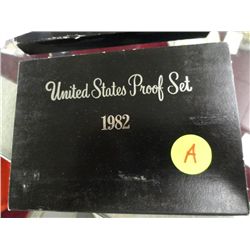 United States Proof Set
1982
A